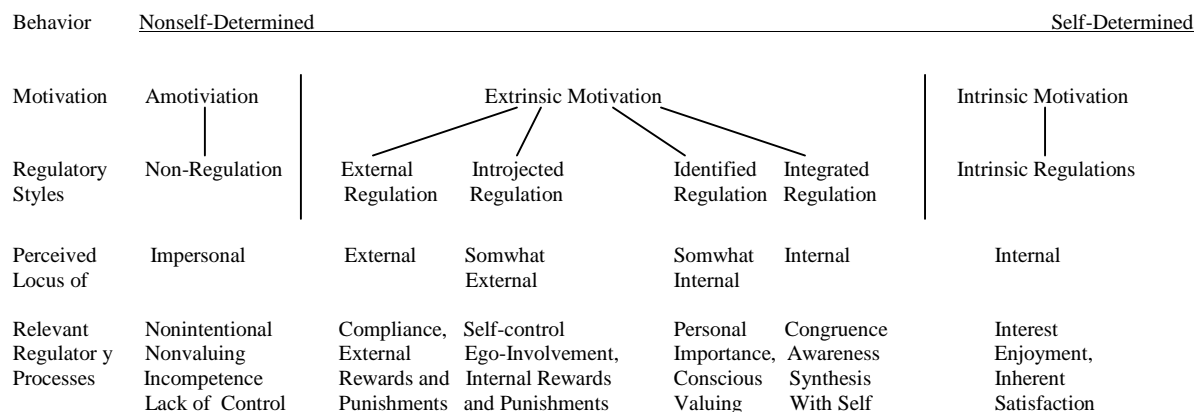 Behavior Nonself-Determined Self-Determined
Motivation Amotiviation Extrinsic Motivation Intrinsic Motivation
Regulatory Non-Regulation External Introjected Identified Integrated Intrinsic Regulations
Styles Regulation Regulation Regulation Regulation
Perceived Impersonal External Somwhat Somwhat Internal Internal
Locus of External Internal
Relevant Nonintentional Compliance, Self-control Personal Congruence Interest
Regulator y Nonvaluing External Ego-Involvement, Importance, Awareness Enjoyment,
Processes Incompetence Rewards and Internal Rewards Conscious Synthesis Inherent
Lack of Control Punishments and Punishments Valuing With Self Satisfaction